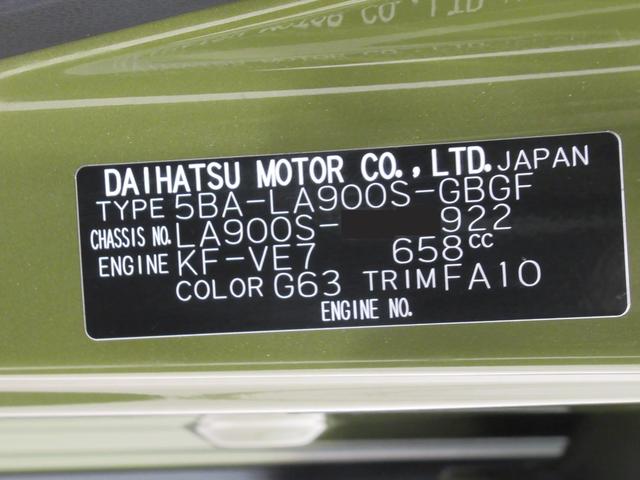 DAIHATSU MOTOR CO.,LTD. JAPAN
TYPE 5BA-LA900S-GBGF
CHASSIS NO. LA900S- 922
ENGINE KF-VE7 658cc
COLOR G63 TRIM FA10
ENGINE NO.